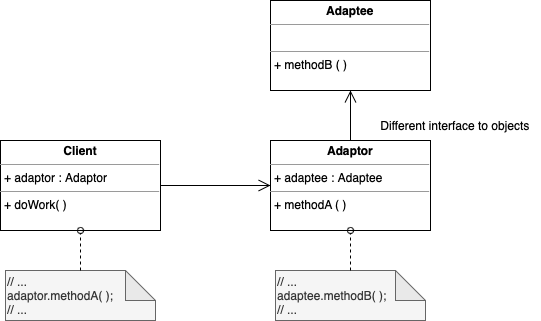 Adaptee
+ methodB ( )
Different interface to objects
Client
+ adaptor : Adaptor
+ doWork( )
Adaptor
+ adaptee : Adaptee
+ methodA ( )
// ...
adaptor.methodA( );
// ...
// ...
adaptee.methodB( );
// ...